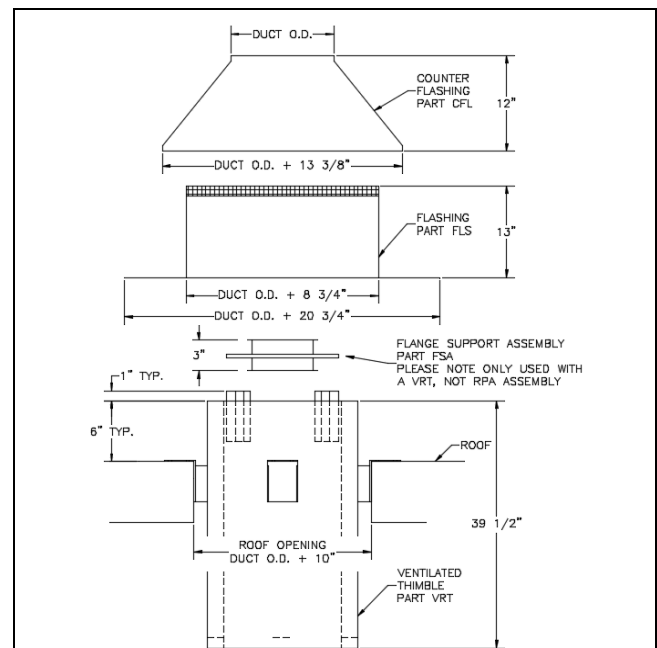 DUCT O.D.
COUNTER
FLASHING
PART CFL
12"
DUCT O.D. + 13 3/8"
FLASHING
PART FLS
13"
DUCT O.D. + 8 3/4"
DUCT O.D. + 20 3/4"
3"
FLANGE SUPPORT ASSEMBLY
PART FSA
PLEASE NOTE ONLY USED WITH
A VRT, NOT RPA ASSEMBLY
1" TYP.
6" TYP.
ROOF
39 1/2"
ROOF OPENING
DUCT O.D. + 10"
VENTILATED
THIMBLE
PART VRT